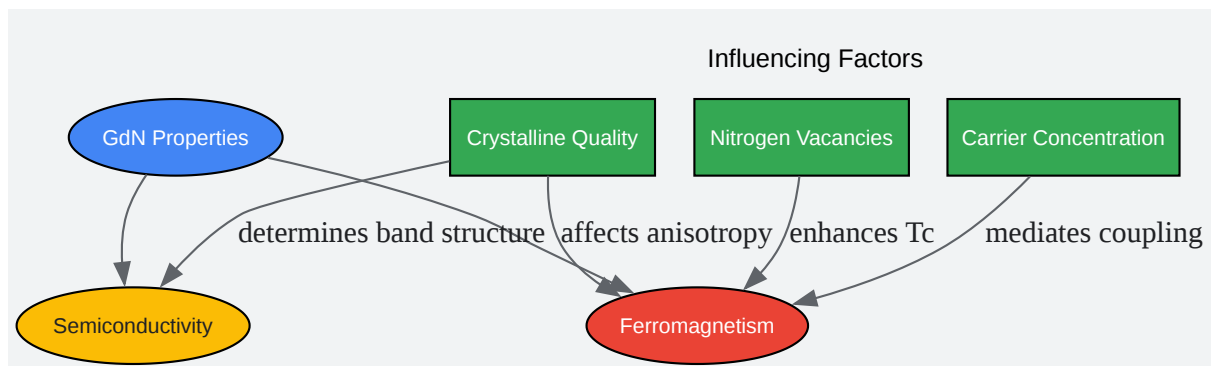 Influencing Factors
GdN Properties
Crystalline Quality
Nitrogen Vacancies
Carrier Concentration
determines band structure
affects anisotropy
enhances Tc
mediates coupling
Semiconductivity
Ferromagnetism